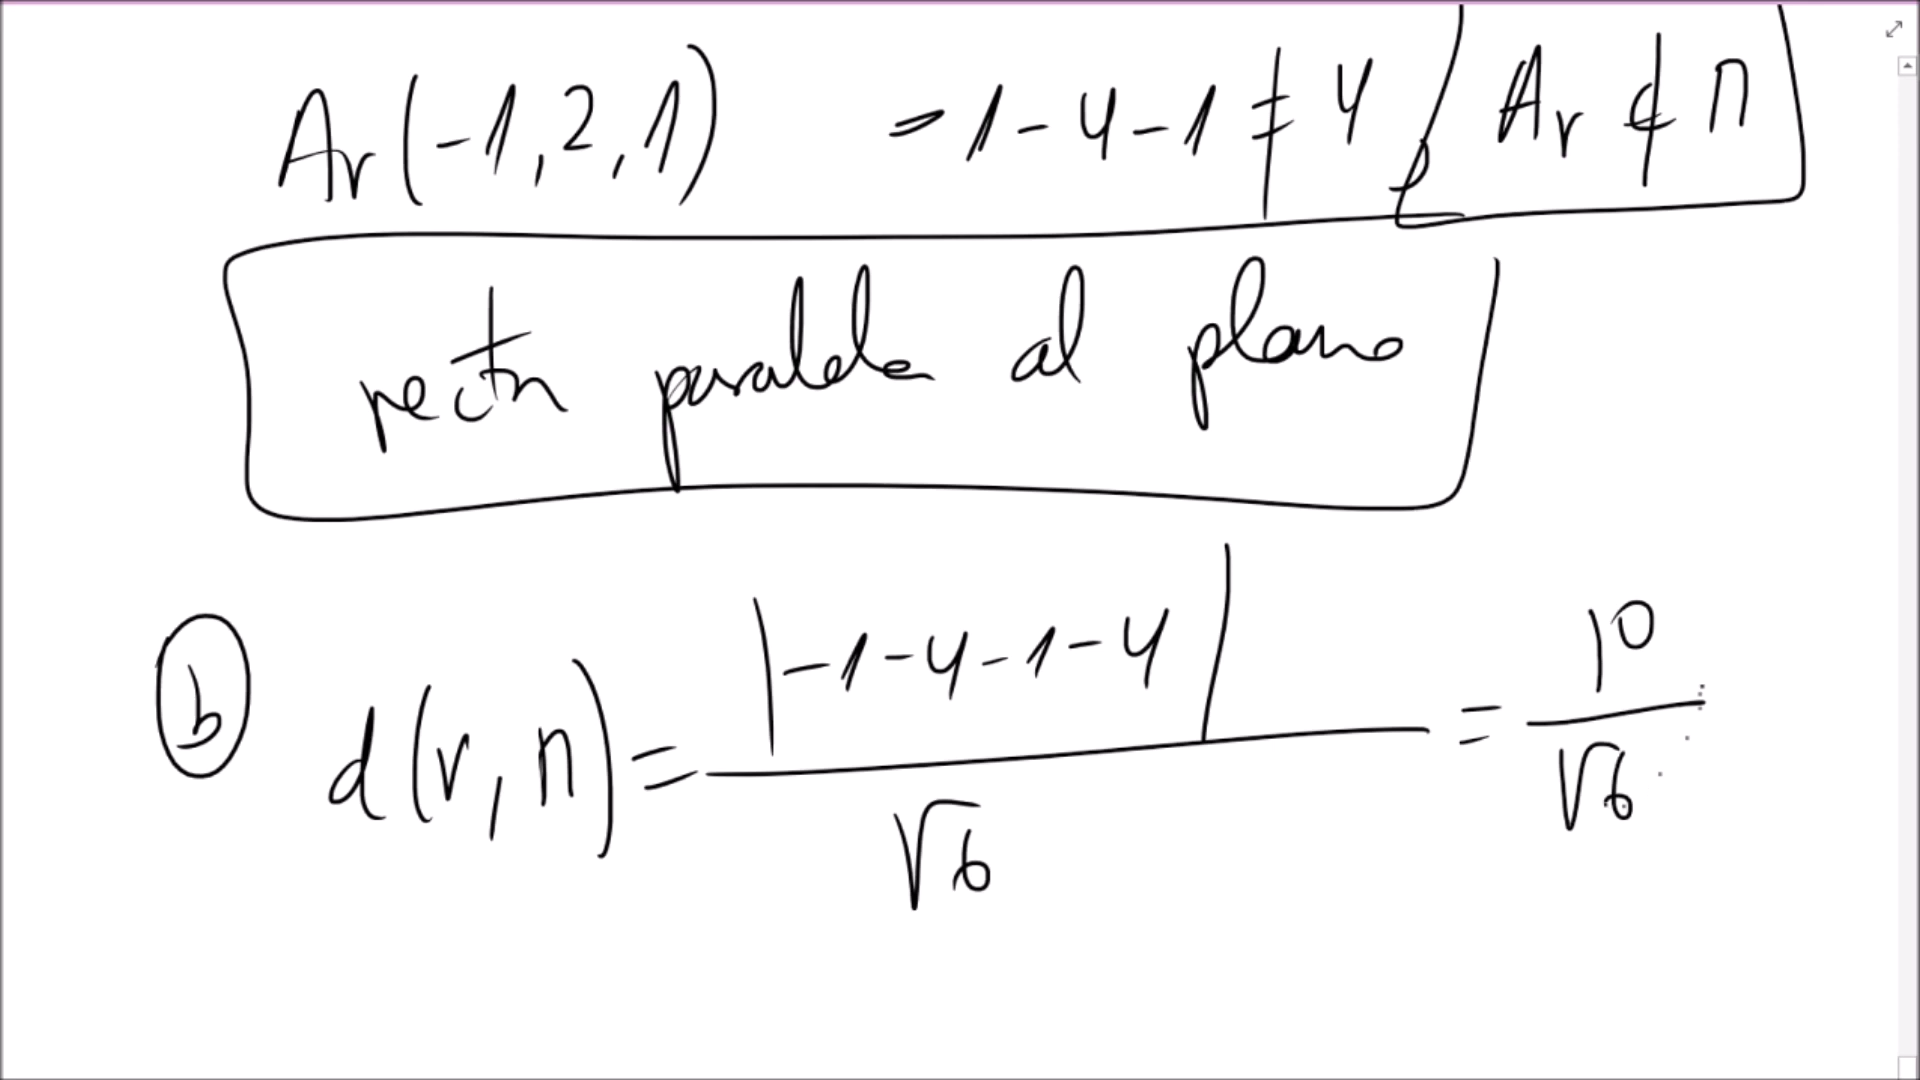 Ar(-1,2,1) = 1-4-1 ≠ 4, Ar ∉ π
recta paralela al plano
b d(r, π) = |-1-4-1-4| / √6 = 10 / √6